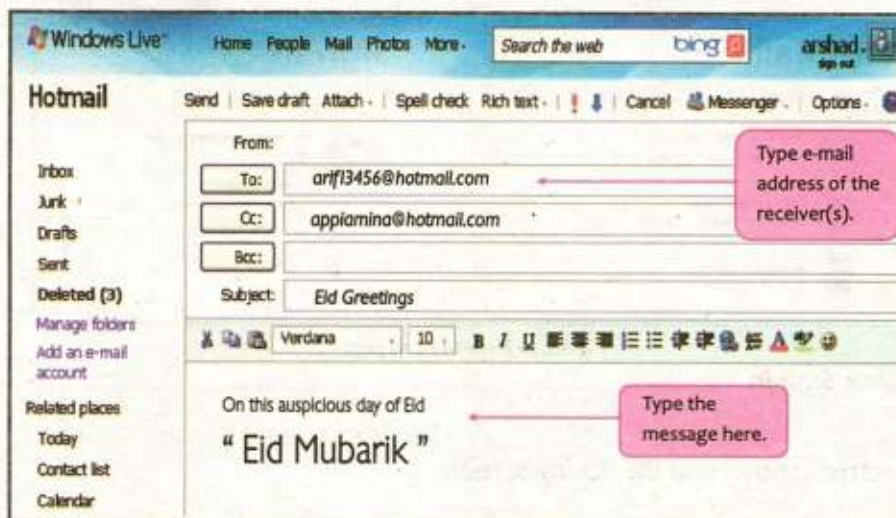 Windows Live™ Home People Mail Photos More Search the web bing arshad
sign out
Hotmail Send Save draft Attach Spell check Rich text Cancel Messenger Options
From:
Inbox To: arifl3456@hotmail.com
Junk Cc: appiamina@hotmail.com
Drafts
Sent Bcc:
Deleted (3) Subject: Eid Greetings
Manage folders Verdana 10 B I U A
Add an e-mail
account
Related places
Today
Contact list
Calendar
On this auspicious day of Eid
" Eid Mubarik "
Type e-mail
address of the
receiver(s).
Type the
message here.